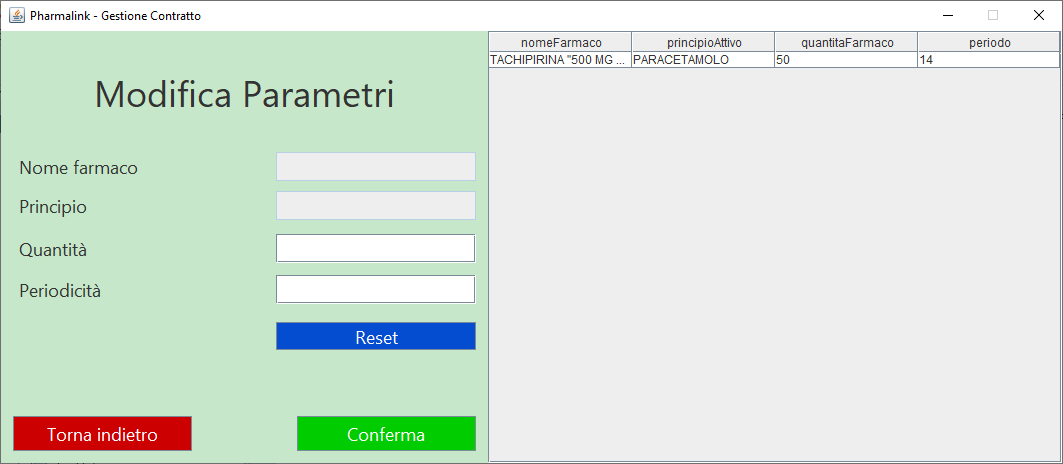 Pharmalink - Gestione Contratto
Modifica Parametri
Nome farmaco
Principio
Quantità
Periodicità
Reset
Torna indietro
Conferma
nomeFarmaco principioAttivo quantitaFarmaco periodo
TACHIPIRINA "500 MG ... PARACETAMOLO 50 14